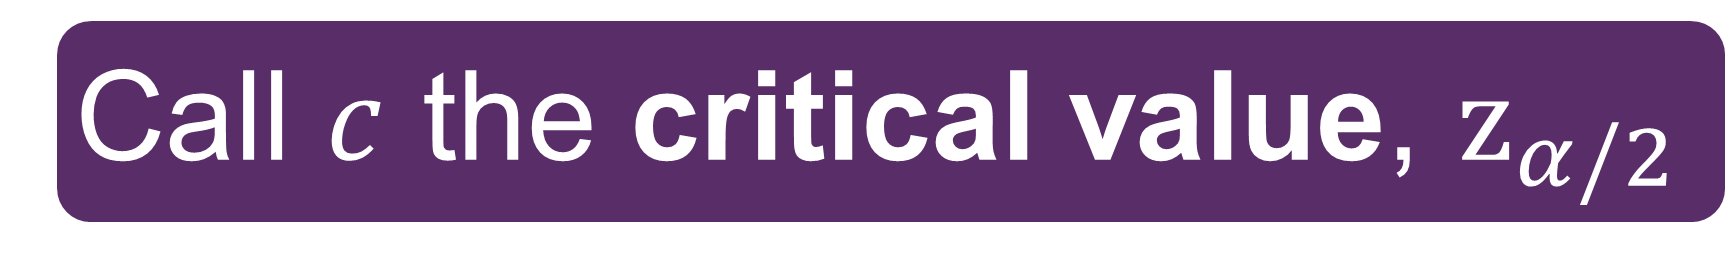 Call c the critical value, z_{α/2}